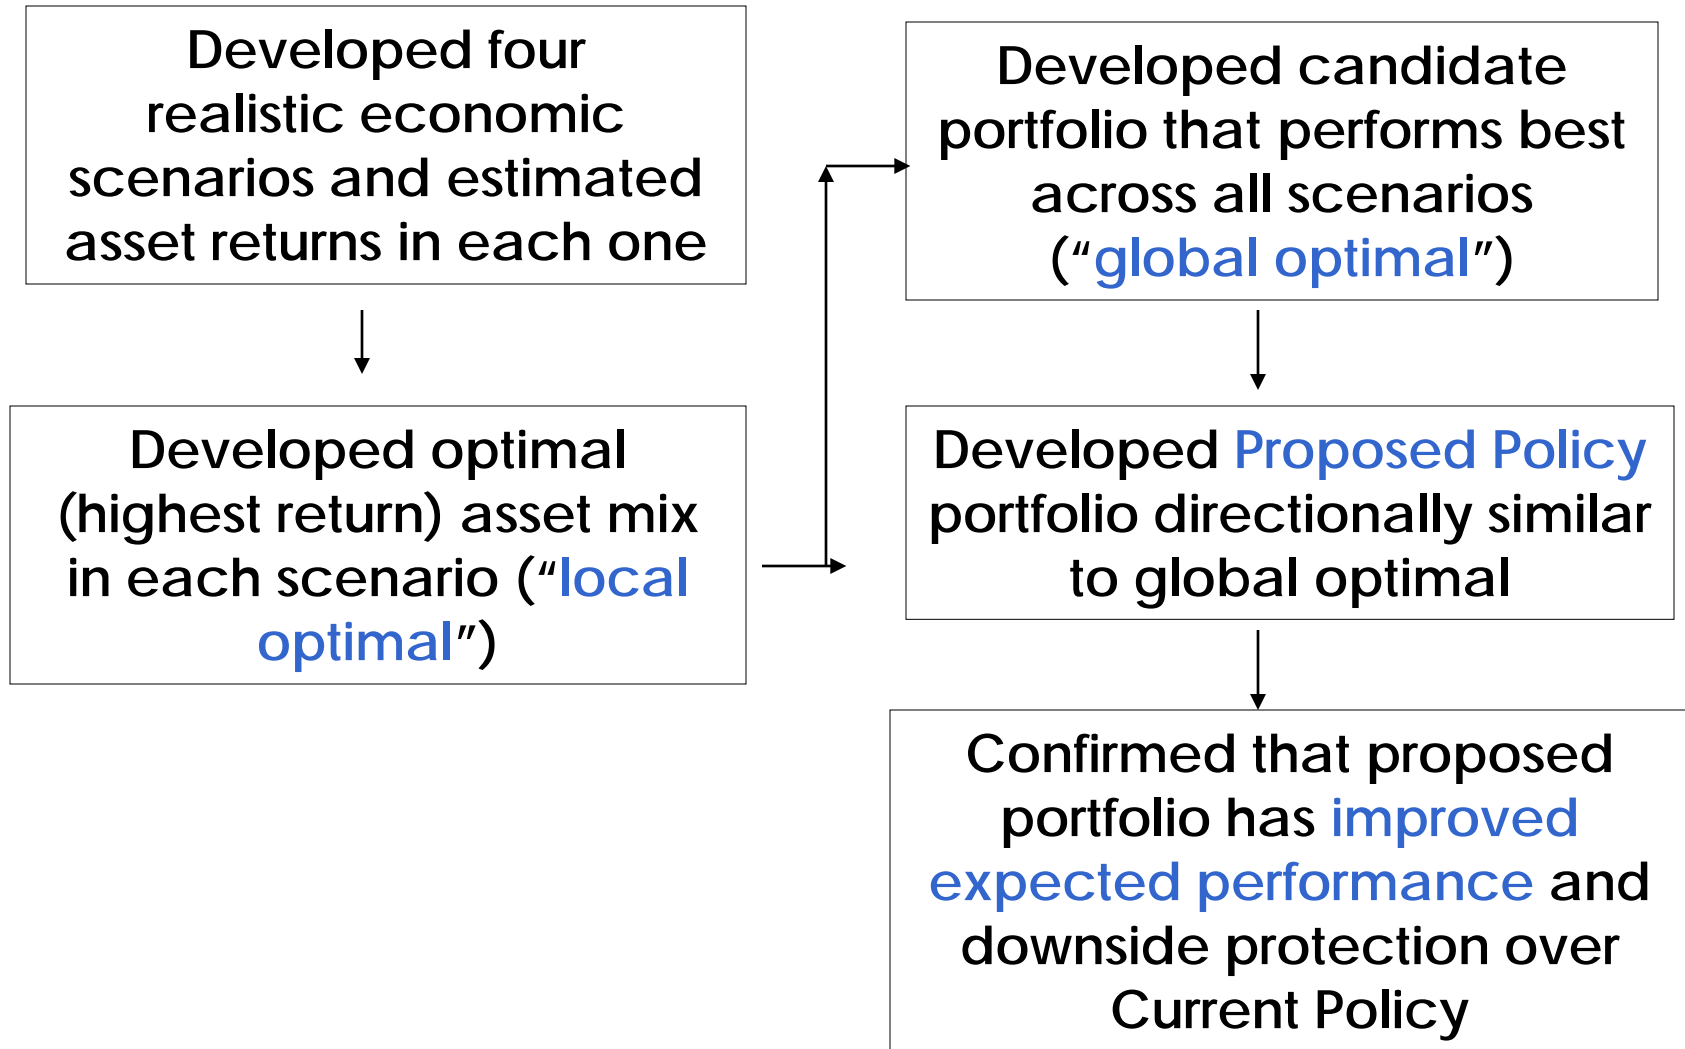 Developed four
realistic economic
scenarios and estimated
asset returns in each one
Developed optimal
(highest return) asset mix
in each scenario (“local
optimal”)
Developed candidate
portfolio that performs best
across all scenarios
(“global optimal”)
Developed Proposed Policy
portfolio directionally similar
to global optimal
Confirmed that proposed
portfolio has improved
expected performance and
downside protection over
Current Policy